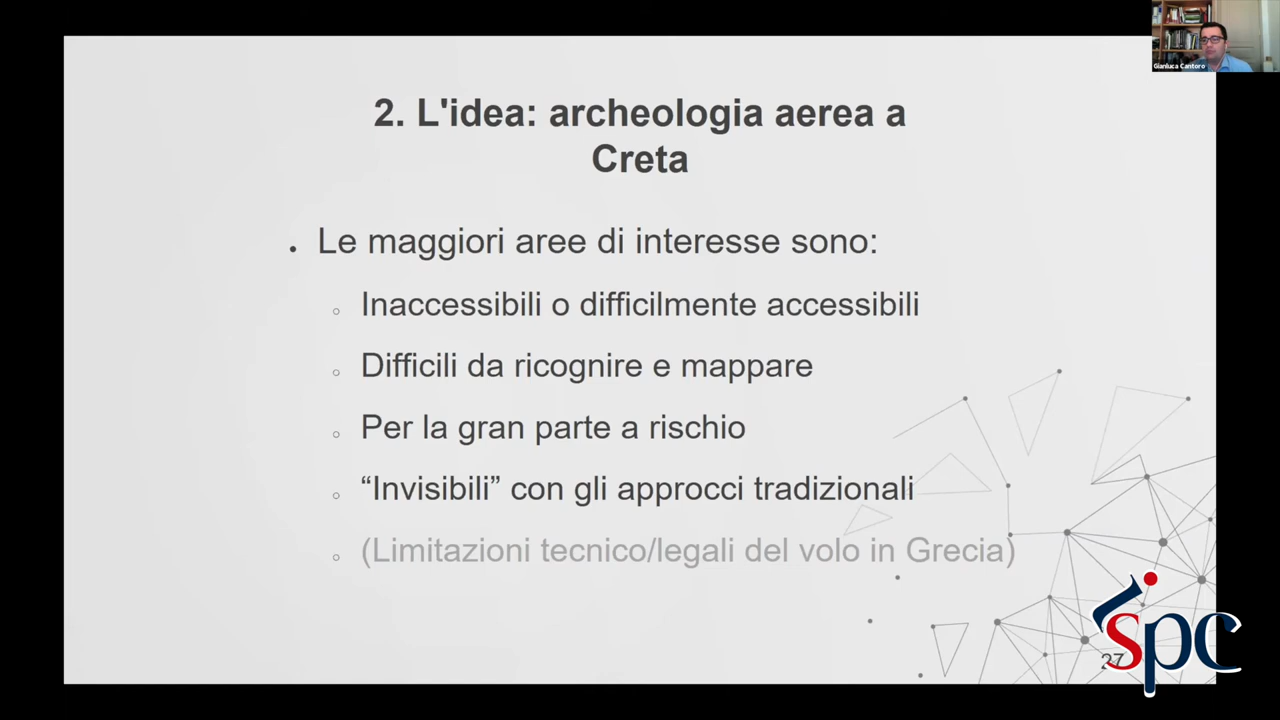 Gianluca Cantoro
2. L'idea: archeologia aerea a
Creta
Le maggiori aree di interesse sono:
Inaccessibili o difficilmente accessibili
Difficili da ricognire e mappare
Per la gran parte a rischio
“Invisibili” con gli approcci tradizionali
(Limitazioni tecnico/legali del volo in Grecia)
27
spc